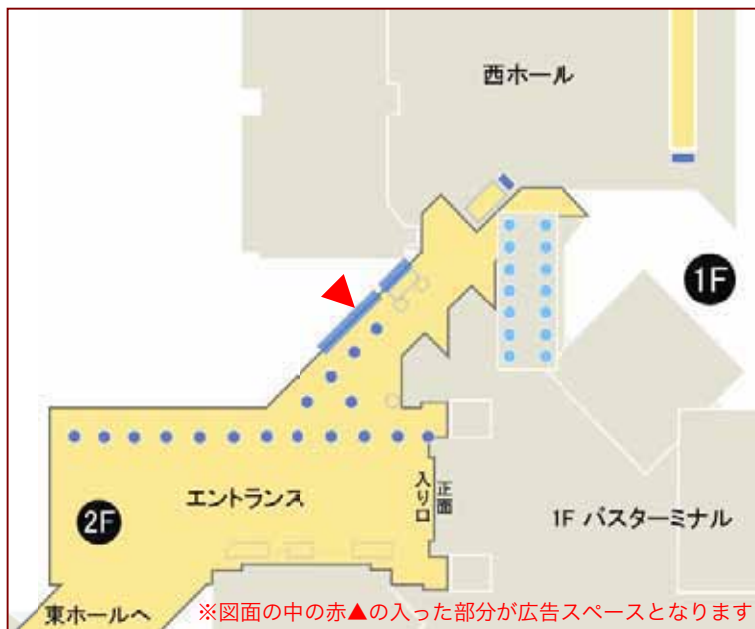 西ホール
1F
エントランス
正面
入り口
2F
1F バスターミナル
東ホールへ
※図面の中の赤▲の入った部分が広告スペースとなります